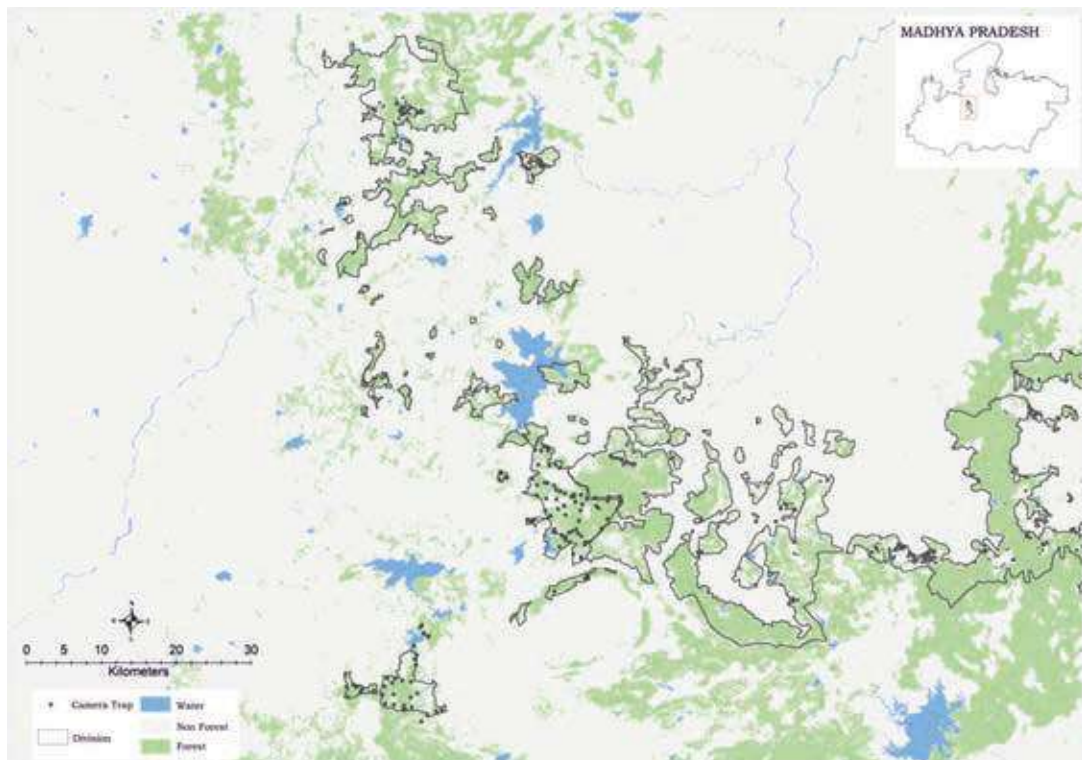 MADHYA PRADESH
0 5 10 20 30
Kilometers
Camera Trap
Water
Division
Non Forest
Forest